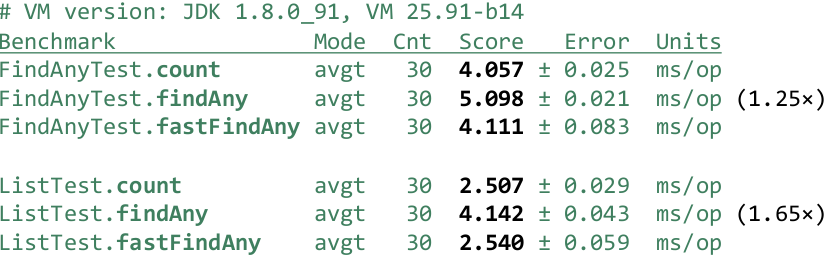 # VM version: JDK 1.8.0_91, VM 25.91-b14
Benchmark Mode Cnt Score Error Units
FindAnyTest.count avgt 30 4.057 ± 0.025 ms/op
FindAnyTest.findAny avgt 30 5.098 ± 0.021 ms/op (1.25×)
FindAnyTest.fastFindAny avgt 30 4.111 ± 0.083 ms/op
ListTest.count avgt 30 2.507 ± 0.029 ms/op
ListTest.findAny avgt 30 4.142 ± 0.043 ms/op (1.65×)
ListTest.fastFindAny avgt 30 2.540 ± 0.059 ms/op